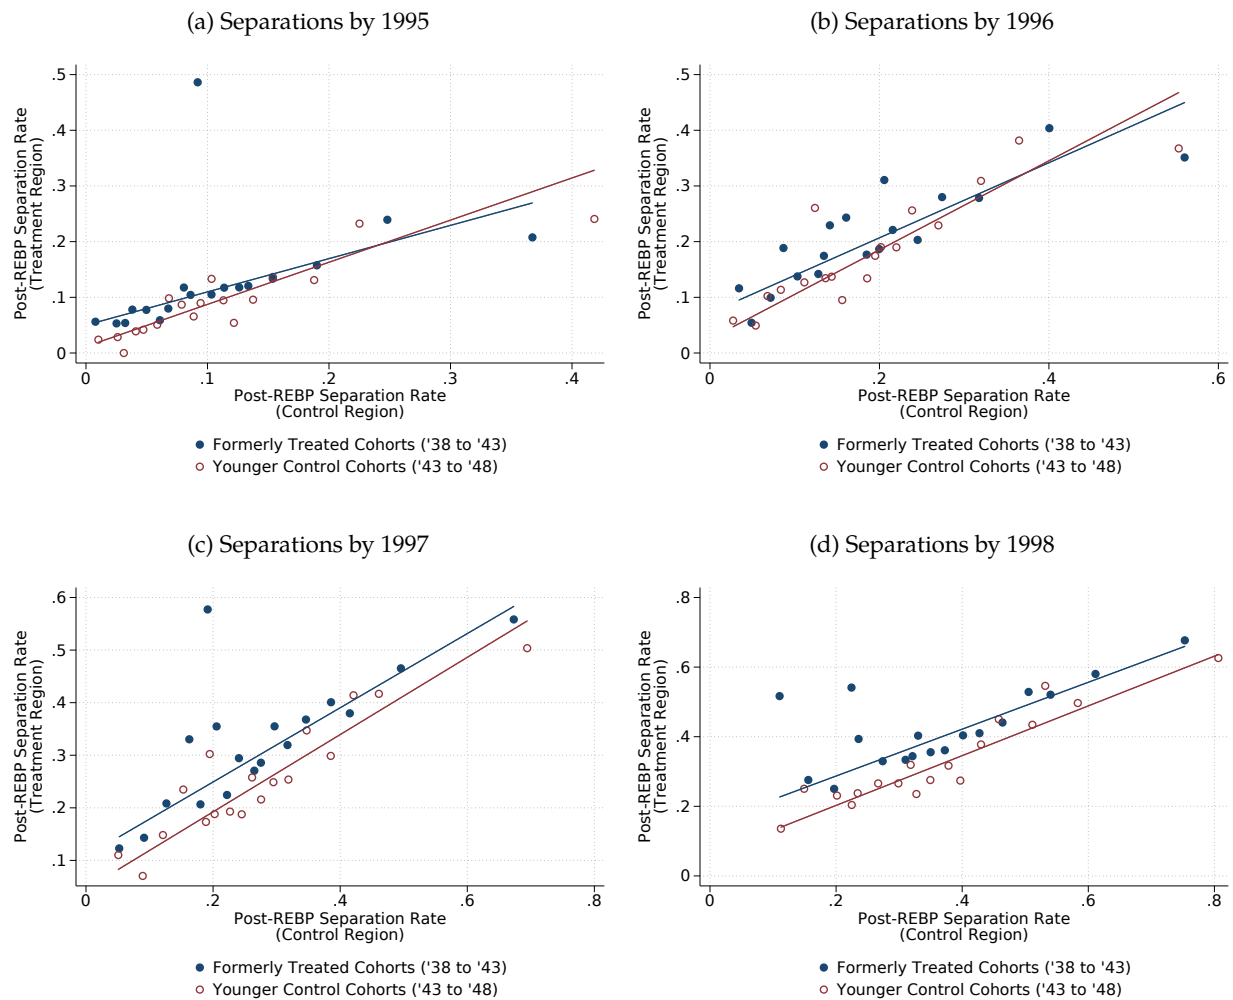 (a) Separations by 1995
.5
.4
.3
.2
.1
0
Post-REBP Separation Rate
(Treatment Region)
0 .1 .2 .3 .4
Post-REBP Separation Rate
(Control Region)
Formerly Treated Cohorts ('38 to '43)
Younger Control Cohorts ('43 to '48)
(b) Separations by 1996
.5
.4
.3
.2
.1
0
Post-REBP Separation Rate
(Treatment Region)
0 .2 .4 .6
Post-REBP Separation Rate
(Control Region)
Formerly Treated Cohorts ('38 to '43)
Younger Control Cohorts ('43 to '48)
(c) Separations by 1997
.6
.5
.4
.3
.2
.1
Post-REBP Separation Rate
(Treatment Region)
0 .2 .4 .6 .8
Post-REBP Separation Rate
(Control Region)
Formerly Treated Cohorts ('38 to '43)
Younger Control Cohorts ('43 to '48)
(d) Separations by 1998
.8
.6
.4
.2
0
Post-REBP Separation Rate
(Treatment Region)
0 .2 .4 .6 .8
Post-REBP Separation Rate
(Control Region)
Formerly Treated Cohorts ('38 to '43)
Younger Control Cohorts ('43 to '48)